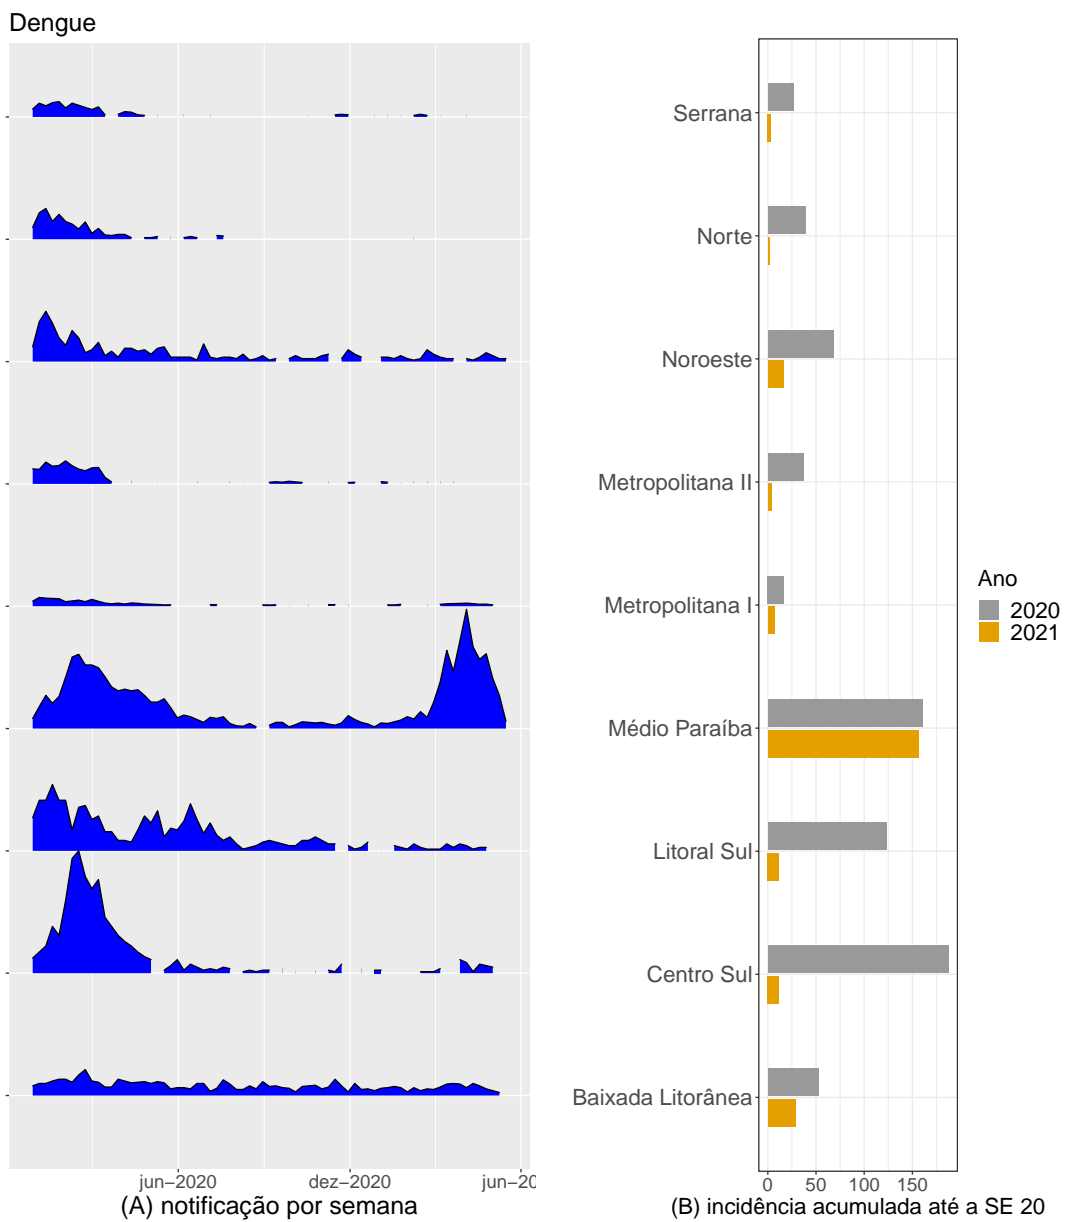 Dengue
Serrana
Norte
Noroeste
Metropolitana II
Metropolitana I
Médio Paraíba
Litoral Sul
Centro Sul
Baixada Litorânea
Ano
2020
2021
jun–2020
dez–2020
jun–20
0
50
100
150
(A) notificação por semana
(B) incidência acumulada até a SE 20